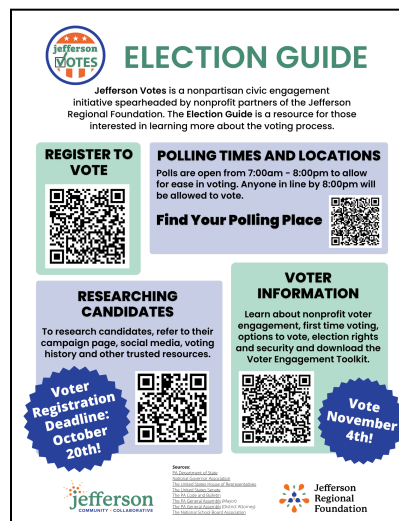 jefferson
VOTES
ELECTION GUIDE
Jefferson Votes is a nonpartisan civic engagement
initiative spearheaded by nonprofit partners of the Jefferson
Regional Foundation. The Election Guide is a resource for those
interested in learning more about the voting process.
REGISTER TO
VOTE
POLLING TIMES AND LOCATIONS
Polls are open from 7:00am - 8:00pm to allow
for ease in voting. Anyone in line by 8:00pm will
be allowed to vote.
Find Your Polling Place
RESEARCHING
CANDIDATES
To research candidates, refer to their
campaign page, social media, voting
history and other trusted resources.
VOTER
INFORMATION
Learn about nonprofit voter
engagement, first time voting,
options to vote, election rights
and security and download the
Voter Engagement Toolkit.
Voter
Registration
Deadline:
October
20th!
Vote
November
4th!
Sources:
PA Department of State
National Governor Association
The United States House of Representatives
The United States Senate
The PA Code and Bulletin
The PA General Assembly (Mayor)
The PA General Assembly (District Attorney)
The National School Board Association
jefferson
COMMUNITY · COLLABORATIVE
Jefferson
Regional
Foundation